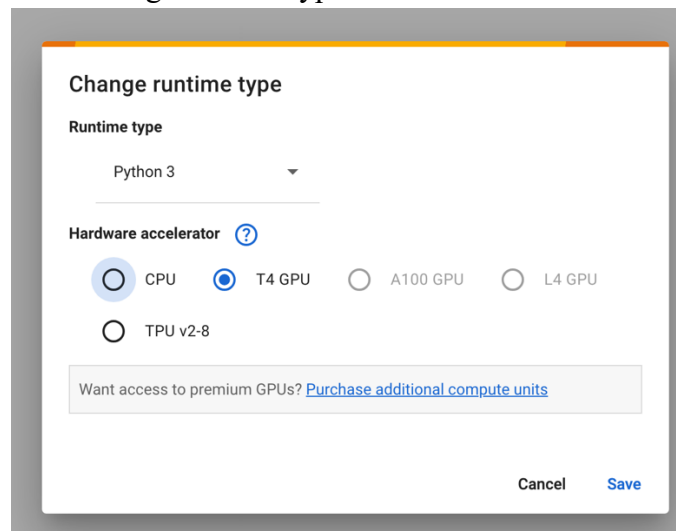 Change runtime type
Runtime type
Python 3
Hardware accelerator ?
CPU T4 GPU A100 GPU L4 GPU
TPU v2-8
Want access to premium GPUs? Purchase additional compute units
Cancel Save